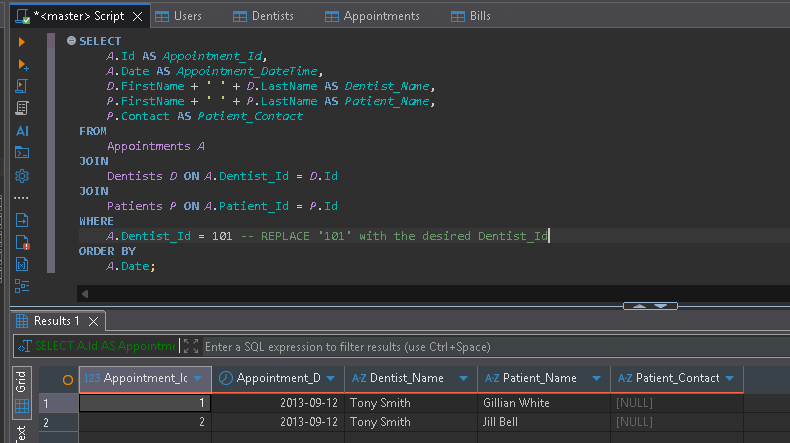 *<master> Script
Users
Dentists
Appointments
Bills
SELECT
A.Id AS Appointment_Id,
A.Date AS Appointment_DateTime,
D.FirstName + ' ' + D.LastName AS Dentist_Name,
P.FirstName + ' ' + P.LastName AS Patient_Name,
P.Contact AS Patient_Contact
FROM
Appointments A
JOIN
Dentists D ON A.Dentist_Id = D.Id
JOIN
Patients P ON A.Patient_Id = P.Id
WHERE
A.Dentist_Id = 101 -- REPLACE '101' with the desired Dentist_Id
ORDER BY
A.Date;
AI
Results 1
SELECT A.Id AS Appointme
Enter a SQL expression to filter results (use Ctrl+Space)
Grid
Text
123 Appointment_Ic
Appointment_D
A-Z Dentist_Name
A-Z Patient_Name
A-Z Patient_Contact
1 1 2013-09-12 Tony Smith Gillian White [NULL]
2 2 2013-09-12 Tony Smith Jill Bell [NULL]